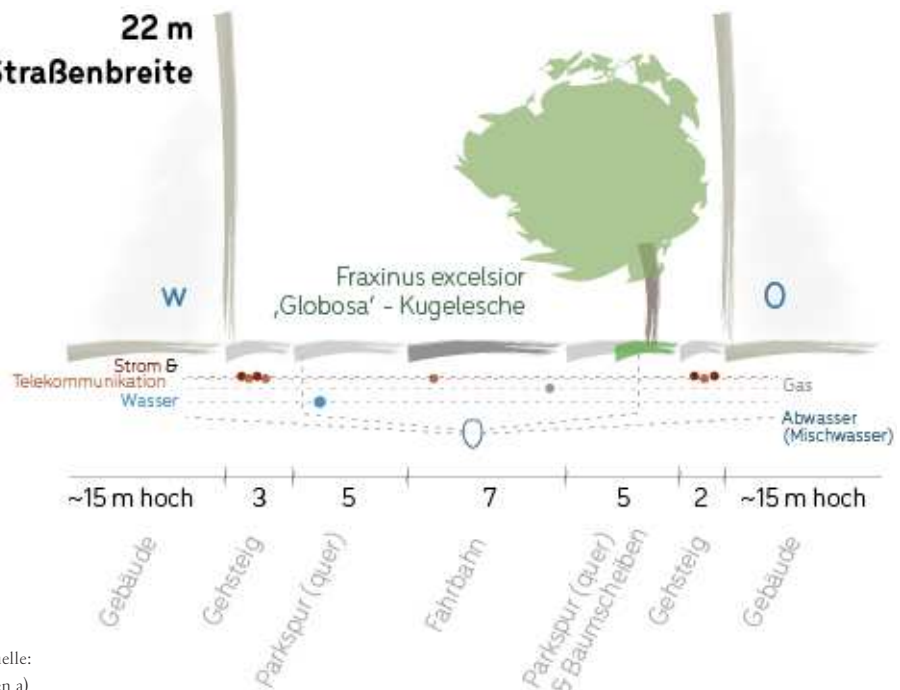 22 m
Straßenbreite
Fraxinus excelsior
‚Globosa‘ - Kugelesche
W
O
Strom &
Telekommunikation
Wasser
Gas
Abwasser
(Mischwasser)
~15 m hoch 3 5 7 5 2 ~15 m hoch
Gebäude
Gehsteig
Parkspur (quer)
Fahrbahn
Parkspur (quer)
& Baumscheiben
Gehsteig
Gebäude